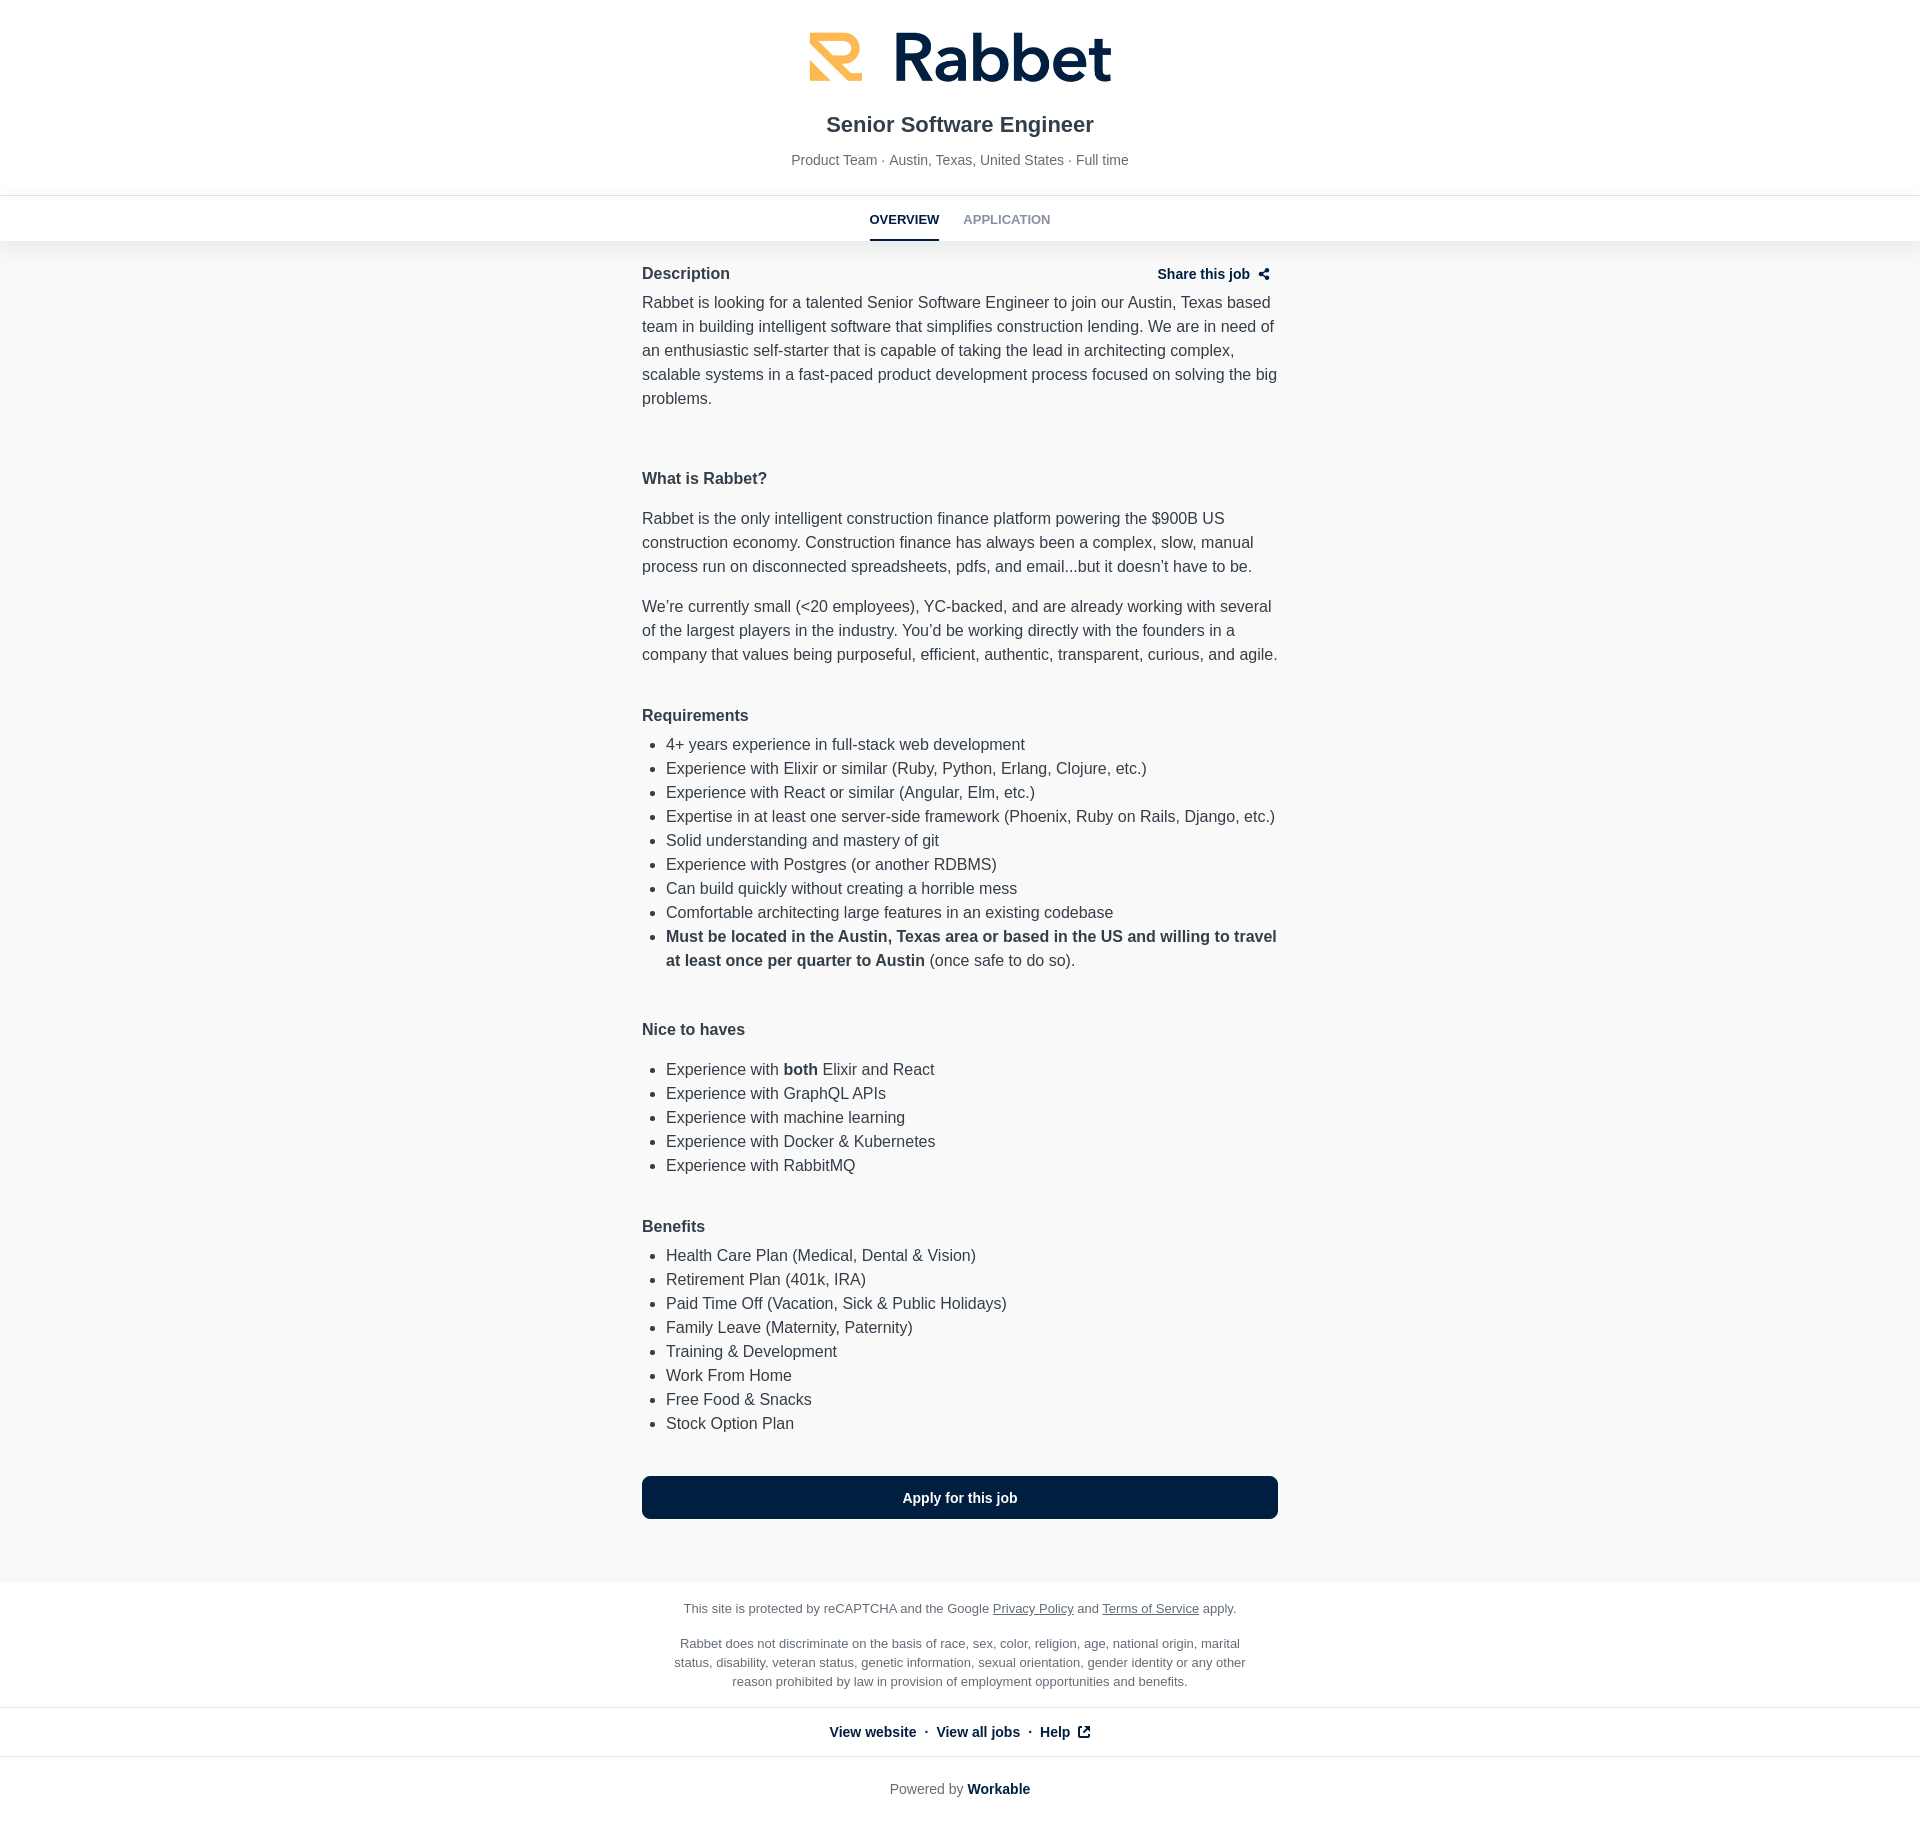 Rabbet
Senior Software Engineer
Product Team · Austin, Texas, United States · Full time
OVERVIEW APPLICATION
Description Share this job
Rabbet is looking for a talented Senior Software Engineer to join our Austin, Texas based
team in building intelligent software that simplifies construction lending. We are in need of
an enthusiastic self-starter that is capable of taking the lead in architecting complex,
scalable systems in a fast-paced product development process focused on solving the big
problems.
What is Rabbet?
Rabbet is the only intelligent construction finance platform powering the $900B US
construction economy. Construction finance has always been a complex, slow, manual
process run on disconnected spreadsheets, pdfs, and email...but it doesn’t have to be.
We’re currently small (<20 employees), YC-backed, and are already working with several
of the largest players in the industry. You’d be working directly with the founders in a
company that values being purposeful, efficient, authentic, transparent, curious, and agile.
Requirements
• 4+ years experience in full-stack web development
• Experience with Elixir or similar (Ruby, Python, Erlang, Clojure, etc.)
• Experience with React or similar (Angular, Elm, etc.)
• Expertise in at least one server-side framework (Phoenix, Ruby on Rails, Django, etc.)
• Solid understanding and mastery of git
• Experience with Postgres (or another RDBMS)
• Can build quickly without creating a horrible mess
• Comfortable architecting large features in an existing codebase
• Must be located in the Austin, Texas area or based in the US and willing to travel
at least once per quarter to Austin (once safe to do so).
Nice to haves
• Experience with both Elixir and React
• Experience with GraphQL APIs
• Experience with machine learning
• Experience with Docker & Kubernetes
• Experience with RabbitMQ
Benefits
• Health Care Plan (Medical, Dental & Vision)
• Retirement Plan (401k, IRA)
• Paid Time Off (Vacation, Sick & Public Holidays)
• Family Leave (Maternity, Paternity)
• Training & Development
• Work From Home
• Free Food & Snacks
• Stock Option Plan
Apply for this job
This site is protected by reCAPTCHA and the Google Privacy Policy and Terms of Service apply.
Rabbet does not discriminate on the basis of race, sex, color, religion, age, national origin, marital
status, disability, veteran status, genetic information, sexual orientation, gender identity or any other
reason prohibited by law in provision of employment opportunities and benefits.
View website · View all jobs · Help
Powered by Workable